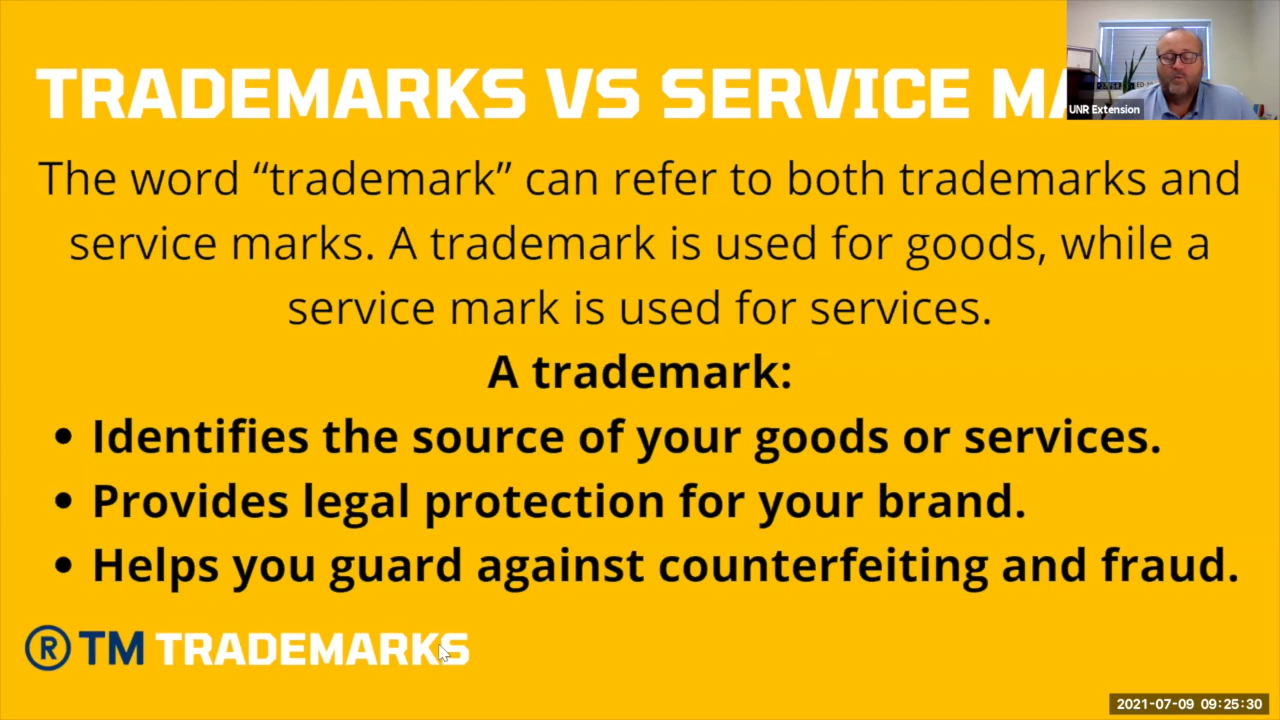 TRADEMARKS VS SERVICE MA
UNR Extension
The word “trademark” can refer to both trademarks and
service marks. A trademark is used for goods, while a
service mark is used for services.
A trademark:
• Identifies the source of your goods or services.
• Provides legal protection for your brand.
• Helps you guard against counterfeiting and fraud.
® TM TRADEMARKS
2021-07-09 09:25:30